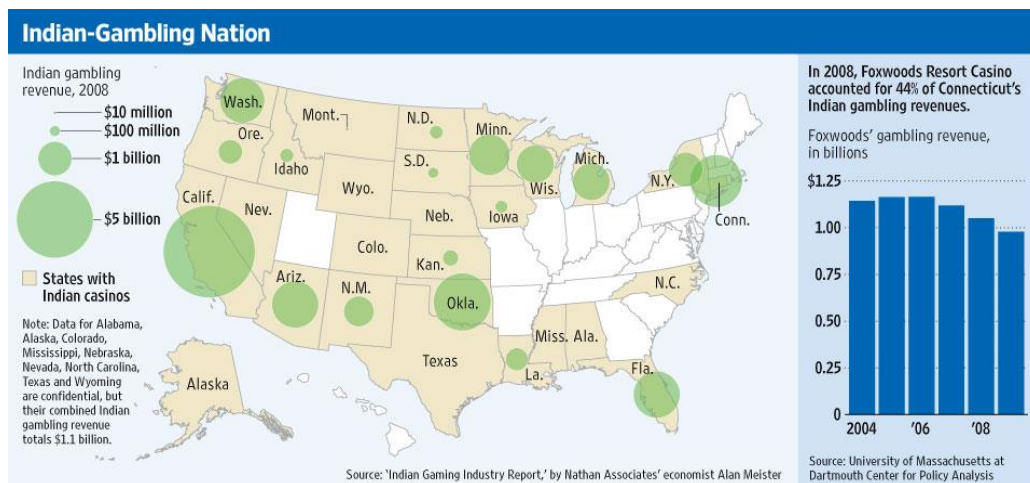 Indian-Gambling Nation
Indian gambling
revenue, 2008
$10 million
$100 million
$1 billion
$5 billion
States with
Indian casinos
Note: Data for Alabama,
Alaska, Colorado,
Mississippi, Nebraska,
Nevada, North Carolina,
Texas and Wyoming
are confidential, but
their combined Indian
gambling revenue
totals $1.1 billion.
Wash.
Ore.
Idaho
Mont.
N.D.
S.D.
Minn.
Wis.
Mich.
N.Y.
Conn.
Calif.
Nev.
Wyo.
Neb.
Iowa
Colo.
Kan.
Ariz.
N.M.
Okla.
Texas
N.C.
Miss.
Ala.
La.
Fla.
Alaska
Source: 'Indian Gaming Industry Report,' by Nathan Associates' economist Alan Meister
In 2008, Foxwoods Resort Casino
accounted for 44% of Connecticut's
Indian gambling revenues.
Foxwoods' gambling revenue,
in billions
$1.25
1.00
0.75
0.50
0.25
0
2004 '06 '08
Source: University of Massachusetts at
Dartmouth Center for Policy Analysis